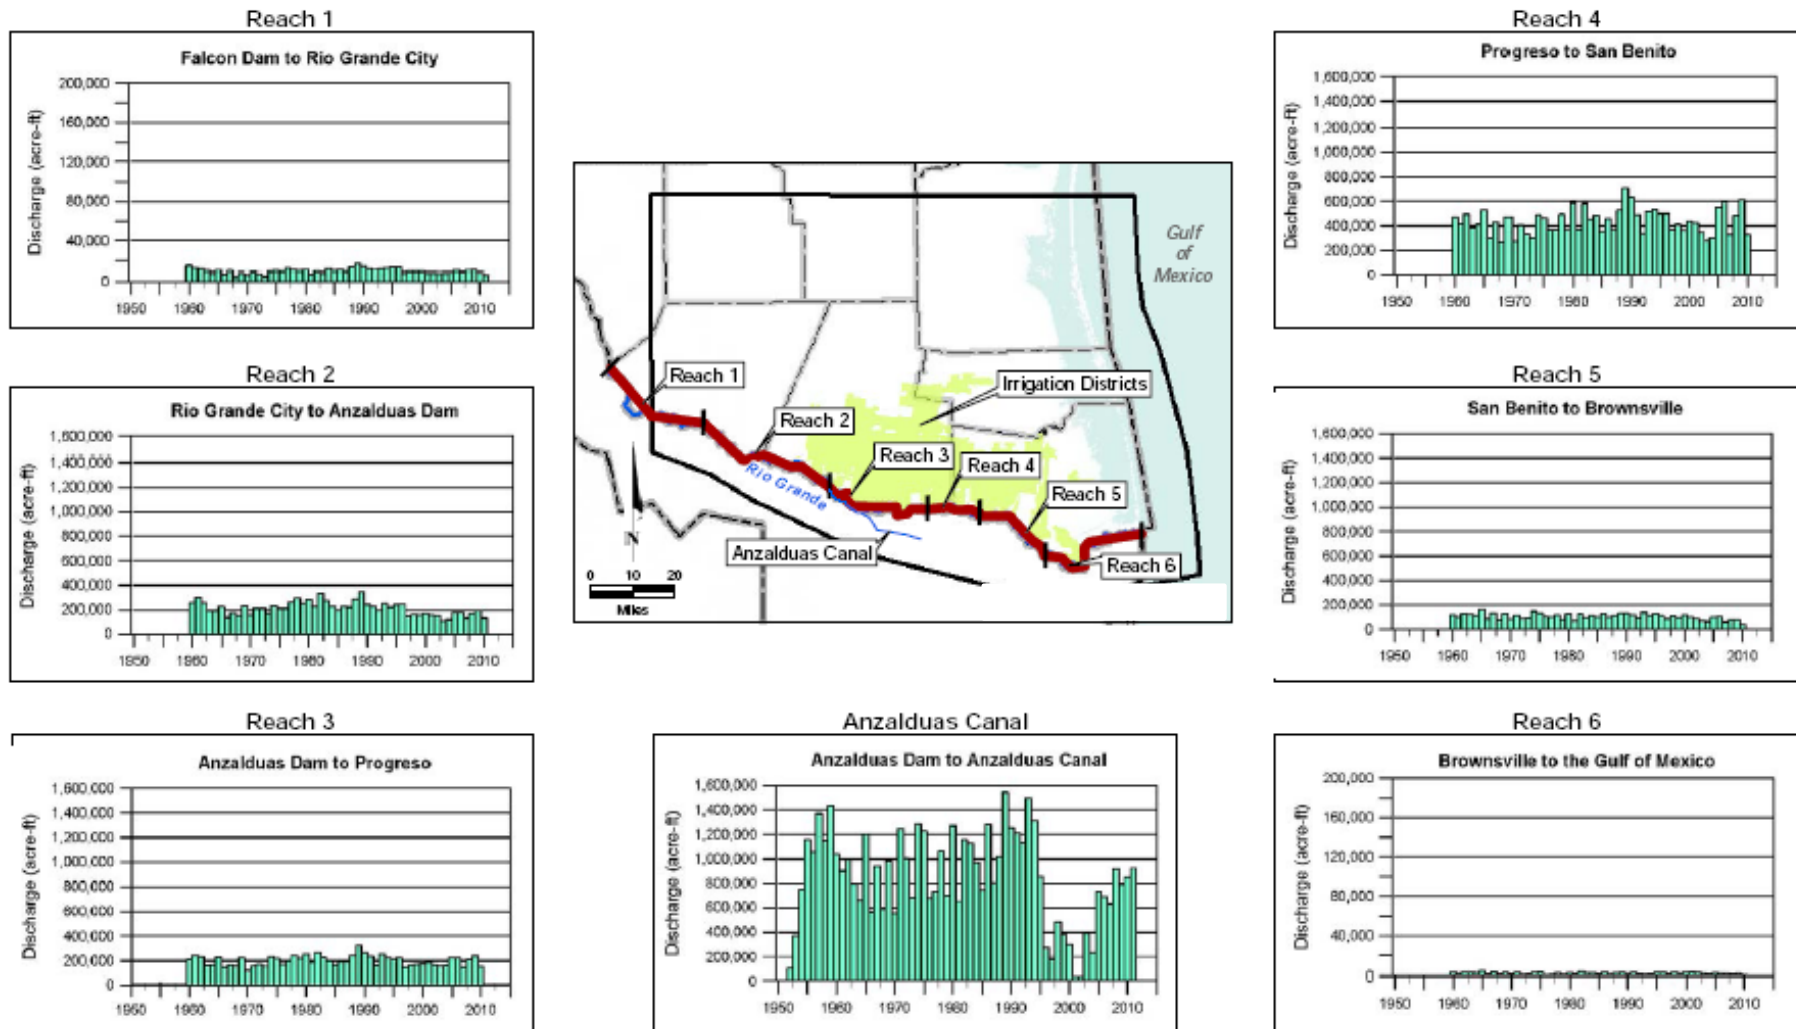 Reach 1
Falcon Dam to Rio Grande City
Discharge (acre-ft)
200,000
160,000
120,000
80,000
40,000
0
1950 1960 1970 1980 1990 2000 2010
Reach 2
Rio Grande City to Anzalduas Dam
Discharge (acre-ft)
1,600,000
1,400,000
1,200,000
1,000,000
800,000
600,000
400,000
200,000
0
1950 1960 1970 1980 1990 2000 2010
Reach 3
Anzalduas Dam to Progreso
Discharge (acre-ft)
1,600,000
1,400,000
1,200,000
1,000,000
800,000
600,000
400,000
200,000
0
1950 1960 1970 1980 1990 2000 2010
Gulf
of
Mexico
Reach 1
Irrigation Districts
Reach 2
Reach 3
Reach 4
Rio Grande
Reach 5
N
Anzalduas Canal
Reach 6
0 10 20
Miles
Anzalduas Canal
Anzalduas Dam to Anzalduas Canal
Discharge (acre-ft)
1,600,000
1,400,000
1,200,000
1,000,000
800,000
600,000
400,000
200,000
0
1950 1960 1970 1980 1990 2000 2010
Reach 4
Progreso to San Benito
Discharge (acre-ft)
1,600,000
1,400,000
1,200,000
1,000,000
800,000
600,000
400,000
200,000
0
1950 1960 1970 1980 1990 2000 2010
Reach 5
San Benito to Brownsville
Discharge (acre-ft)
1,600,000
1,400,000
1,200,000
1,000,000
800,000
600,000
400,000
200,000
0
1950 1960 1970 1980 1990 2000 2010
Reach 6
Brownsville to the Gulf of Mexico
Discharge (acre-ft)
200,000
160,000
120,000
80,000
40,000
0
1950 1960 1970 1980 1990 2000 2010